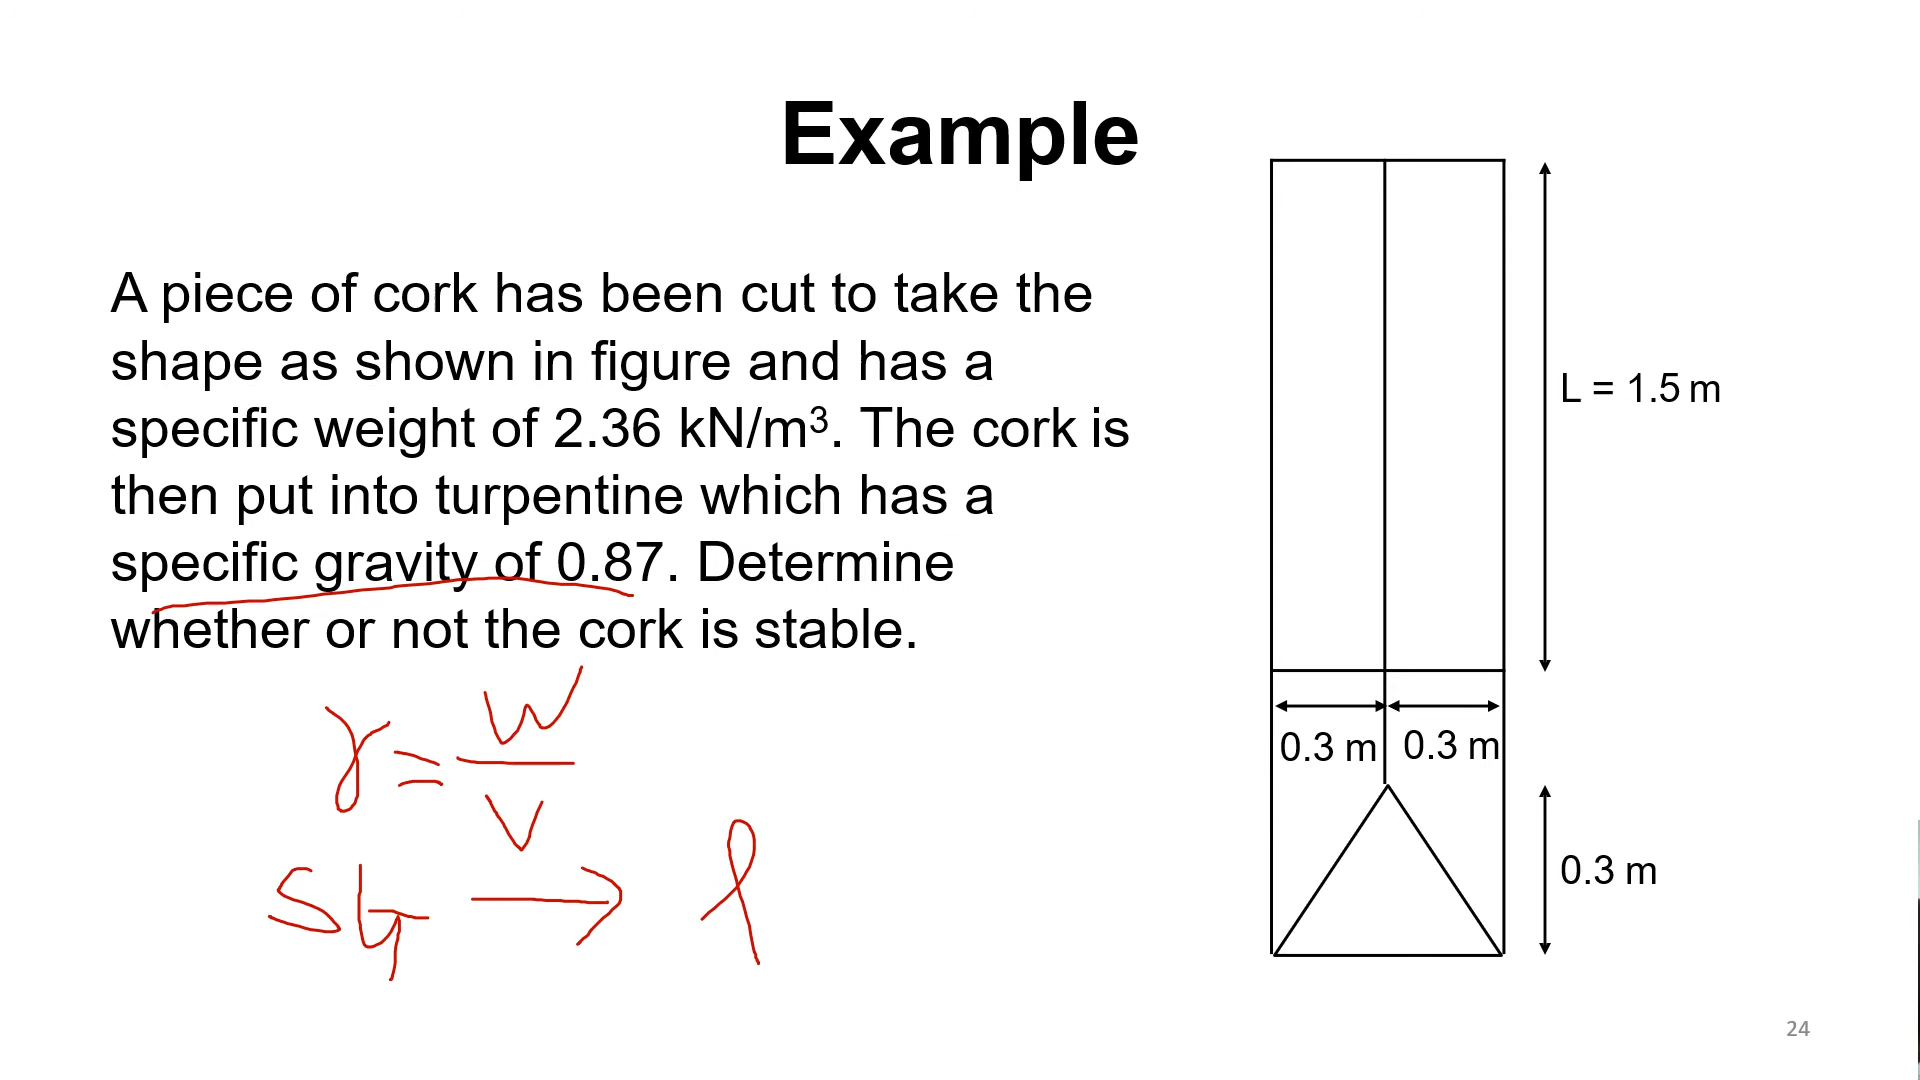 Example
A piece of cork has been cut to take the
shape as shown in figure and has a
specific weight of 2.36 kN/m³. The cork is
then put into turpentine which has a
specific gravity of 0.87. Determine
whether or not the cork is stable.
γ = W
V
SG → ρ
L = 1.5 m
0.3 m 0.3 m
0.3 m
24